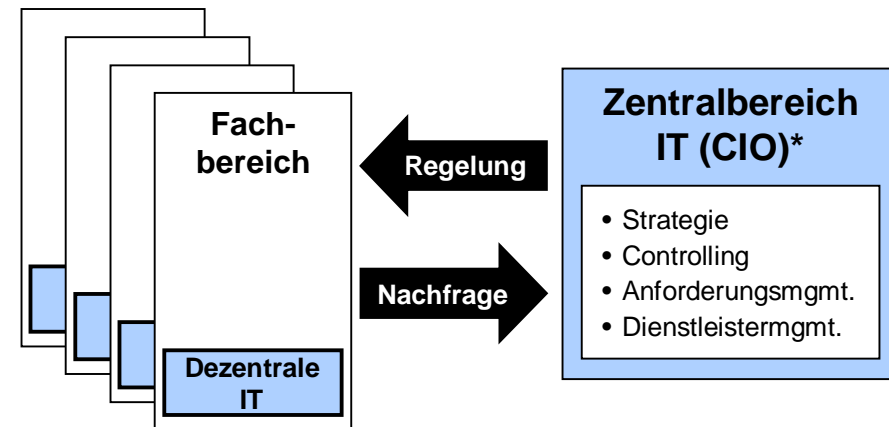 Fach-
bereich
Dezentrale
IT
Regelung
Nachfrage
Zentralbereich
IT (CIO)*
• Strategie
• Controlling
• Anforderungsmgmt.
• Dienstleistermgmt.